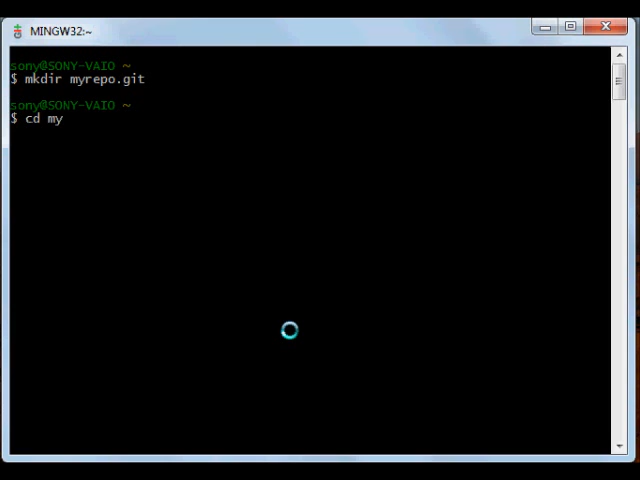 MINGW32:~
sony@SONY-VAIO ~
$ mkdir myrepo.git
sony@SONY-VAIO ~
$ cd my